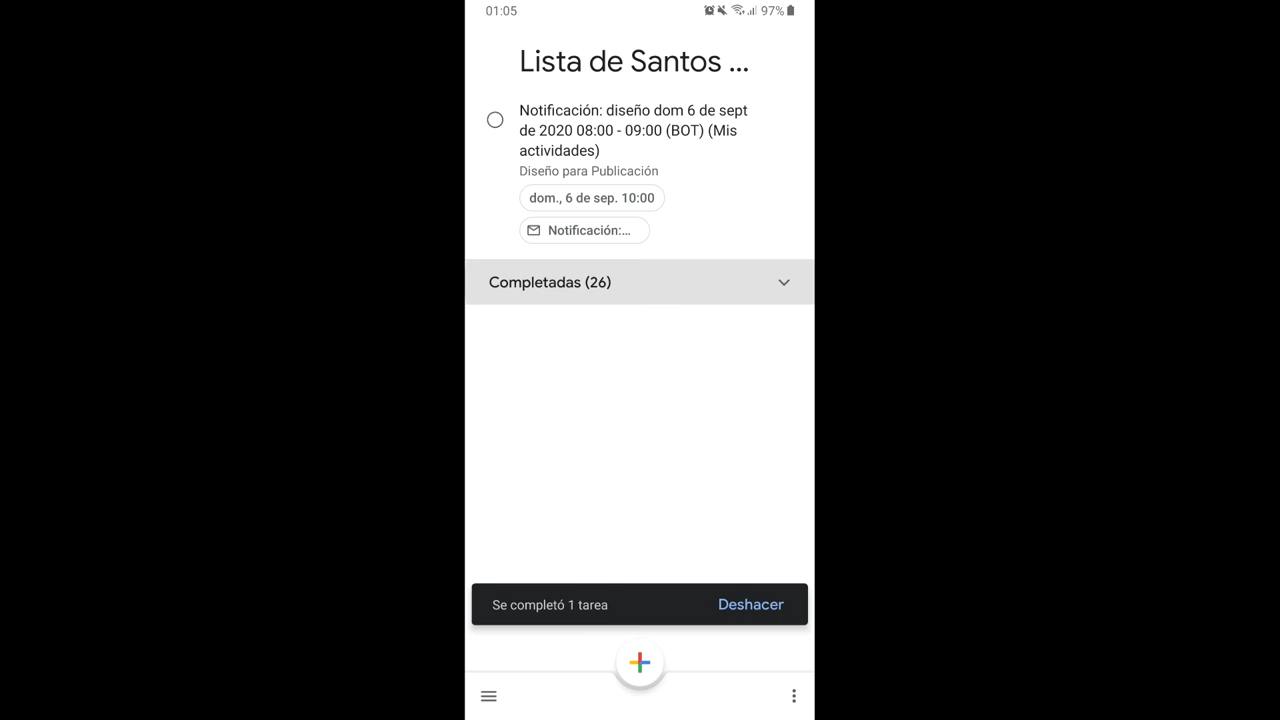 01:05
97%
Lista de Santos ...
Notificación: diseño dom 6 de sept
de 2020 08:00 - 09:00 (BOT) (Mis
actividades)
Diseño para Publicación
dom., 6 de sep. 10:00
Notificación:...
Completadas (26)
Se completó 1 tarea
Deshacer